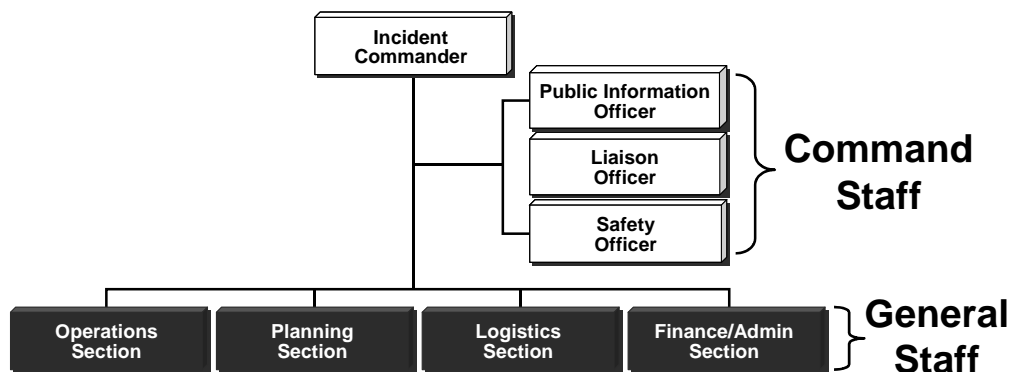 Incident
Commander
Public Information
Officer
Liaison
Officer
Safety
Officer
Command
Staff
Operations
Section
Planning
Section
Logistics
Section
Finance/Admin
Section
General
Staff